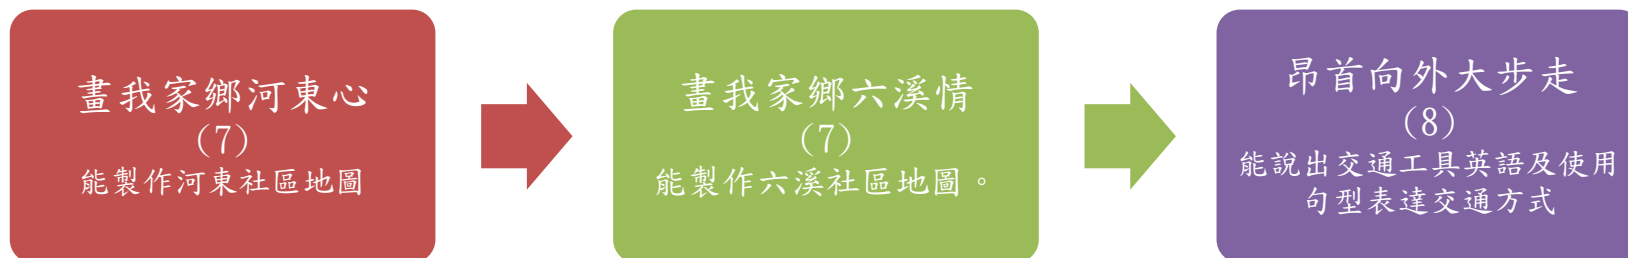 畫我家鄉河東心
(7)
能製作河東社區地圖
畫我家鄉六溪情
(7)
能製作六溪社區地圖。
昂首向外大步走
(8)
能說出交通工具英語及使用
句型表達交通方式